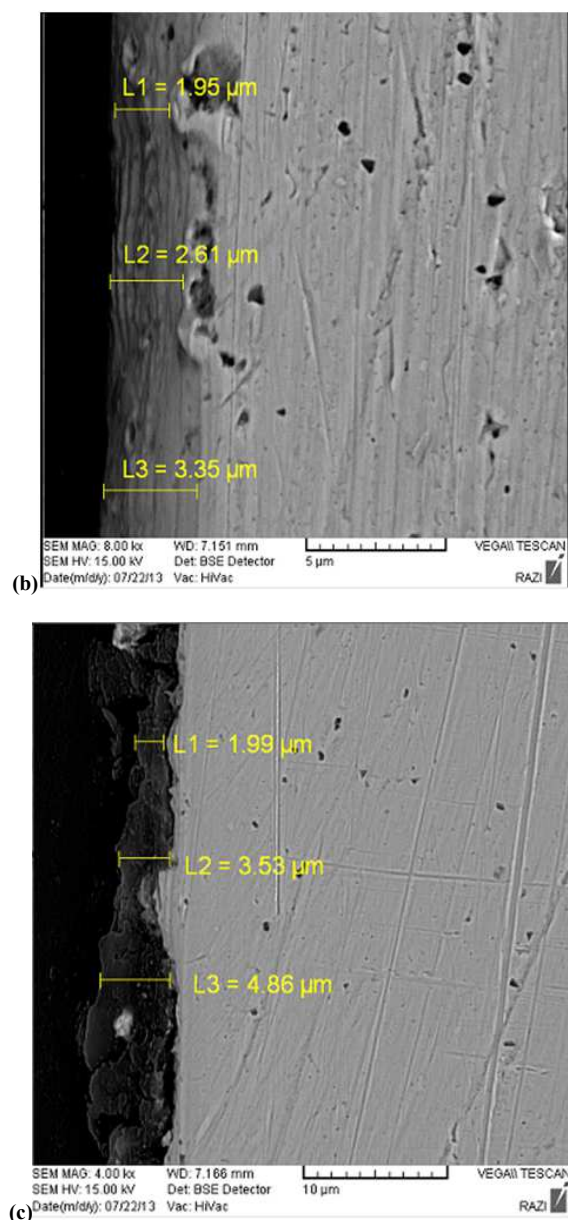 L1 = 1.95 µm
L2 = 2.61 µm
L3 = 3.35 µm
SEM MAG: 8.00 kx WD: 7.151 mm VEGA\\ TESCAN
SEM HV: 15.00 kV Det: BSE Detector 5 µm
Date(m/d/y): 07/22/13 Vac: HiVac RAZI
(b)
L1 = 1.99 µm
L2 = 3.53 µm
L3 = 4.86 µm
SEM MAG: 4.00 kx WD: 7.166 mm VEGA\\ TESCAN
SEM HV: 15.00 kV Det: BSE Detector 10 µm
Date(m/d/y): 07/22/13 Vac: HiVac RAZI
(c)